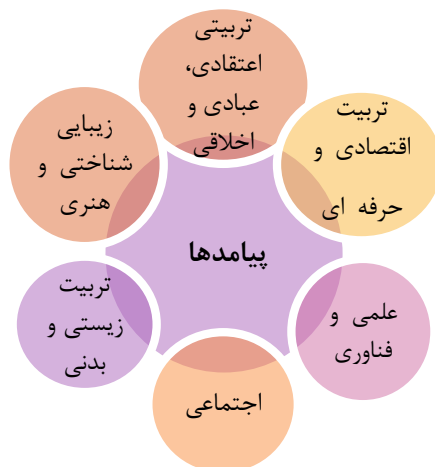 تربیتی
اعتقادی،
عبادی و
اخلاقی
تربیت
اقتصادی و
حرفه ای
علمی و
فناوری
اجتماعی
تربیت
زیستی و
بدنی
زیبایی
شناختی و
هنری
پیامدها